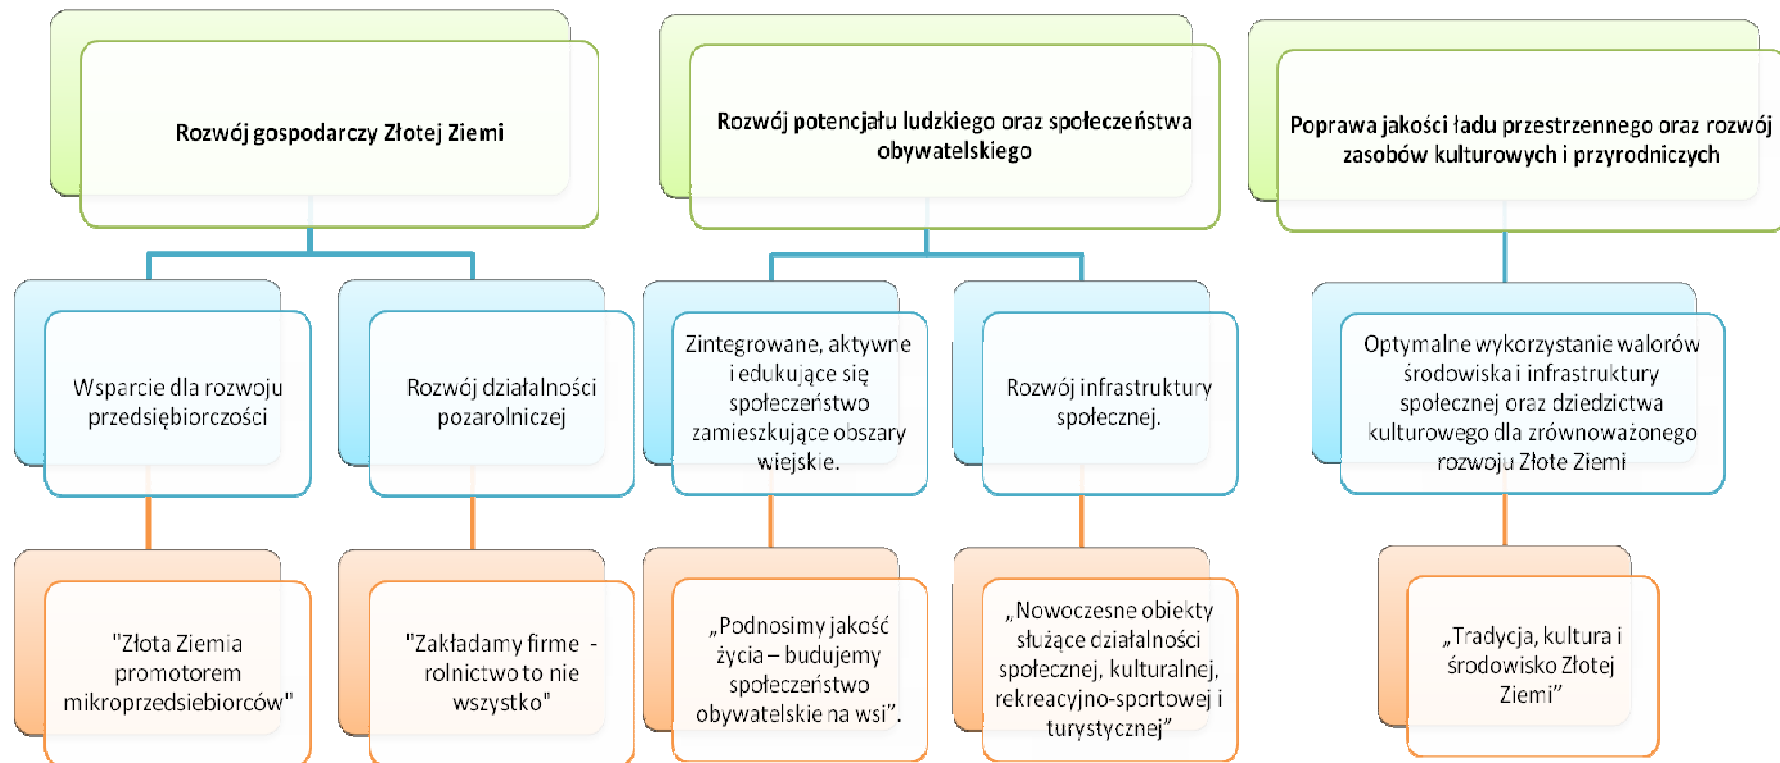 Rozwój gospodarczy Złotej Ziemi
Rozwój potencjału ludzkiego oraz społeczeństwa
obywatelskiego
Poprawa jakości ładu przestrzennego oraz rozwój
zasobów kulturowych i przyrodniczych
Wsparcie dla rozwoju
przedsiębiorczości
Rozwój działalności
pozarolniczej
Zintegrowane, aktywne
i edukujące się
społeczeństwo
zamieszkujące obszary
wiejskie.
Rozwój infrastruktury
społecznej.
Optymalne wykorzystanie walorów
środowiska i infrastruktury
społecznej oraz dziedzictwa
kulturowego dla zrównoważonego
rozwoju Złote Ziemi
"Złota Ziemia
promotorem
mikroprzedsiebiorców"
"Zakładamy firme -
rolnictwo to nie
wszystko"
„Podnosimy jakość
życia – budujemy
społeczeństwo
obywatelskie na wsi”.
„Nowoczesne obiekty
służące działalności
społecznej, kulturalnej,
rekreacyjno-sportowej i
turystycznej”
„Tradycja, kultura i
środowisko Złotej
Ziemi”